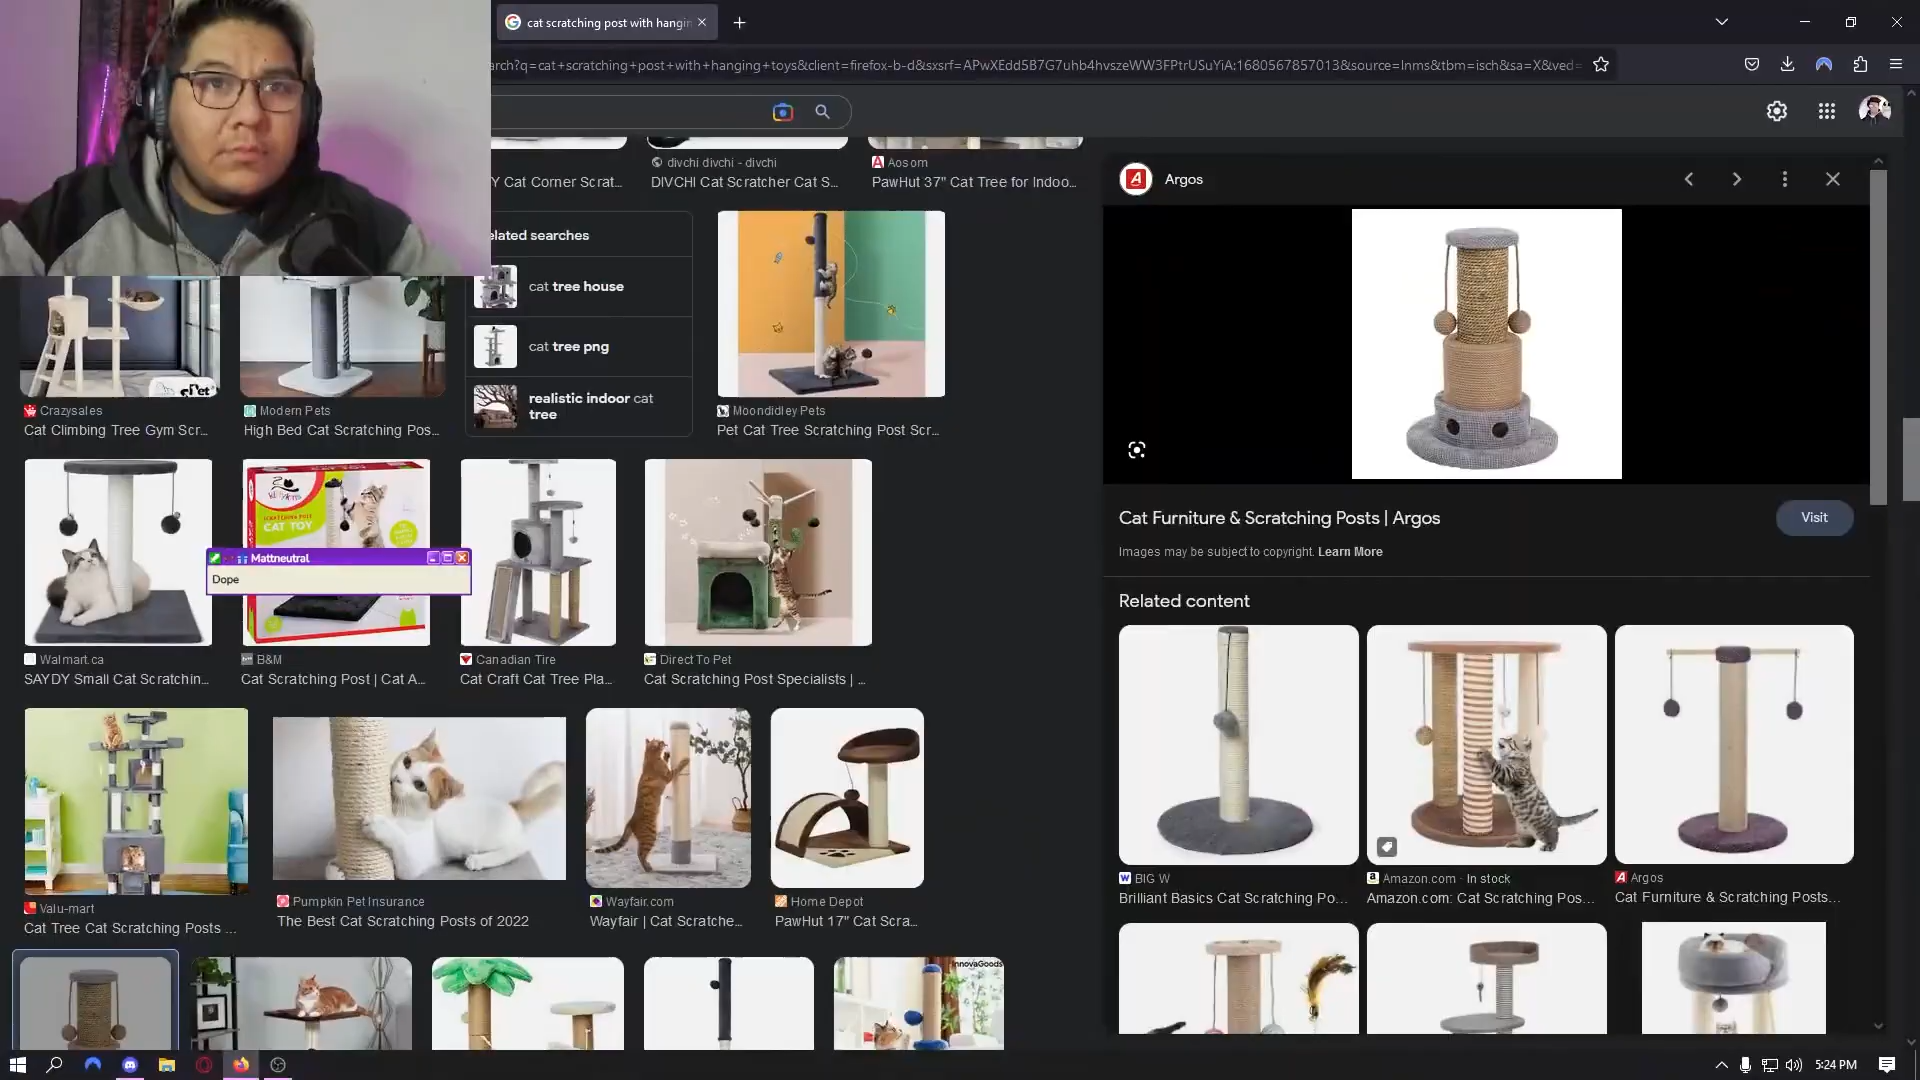 cat scratching post with hangin
arch?q=cat+scratching+post+with+hanging+toys&client=firefox-b-d&sxsrf=APwXEdd5B7G7uhb4hvszeWW3FPtrUSuYiA:1680567857013&source=lnms&tbm=isch&sa=X&ved=
divchi divchi - divchi
Aosom
Y Cat Corner Scrat...
DIVCHI Cat Scratcher Cat S...
PawHut 37" Cat Tree for Indoo...
Argos
elated searches
cat tree house
cat tree png
realistic indoor cat
tree
Pet
Crazysales
Modern Pets
Moondidley Pets
Cat Climbing Tree Gym Scr...
High Bed Cat Scratching Pos...
Pet Cat Tree Scratching Post Scr...
CAT TOY
Mattneutral
Dope
Cat Furniture & Scratching Posts | Argos
Visit
Images may be subject to copyright. Learn More
Related content
Walmart.ca
B&M
Canadian Tire
Direct To Pet
SAYDY Small Cat Scratchin...
Cat Scratching Post | Cat A...
Cat Craft Cat Tree Pla...
Cat Scratching Post Specialists | ...
BIG W
Amazon.com · In stock
Argos
Brilliant Basics Cat Scratching Po...
Amazon.com: Cat Scratching Pos...
Cat Furniture & Scratching Posts...
Valu-mart
Pumpkin Pet Insurance
Wayfair.com
Home Depot
Cat Tree Cat Scratching Posts ...
The Best Cat Scratching Posts of 2022
Wayfair | Cat Scratche...
PawHut 17" Cat Scra...
InnovaGoods
5:24 PM